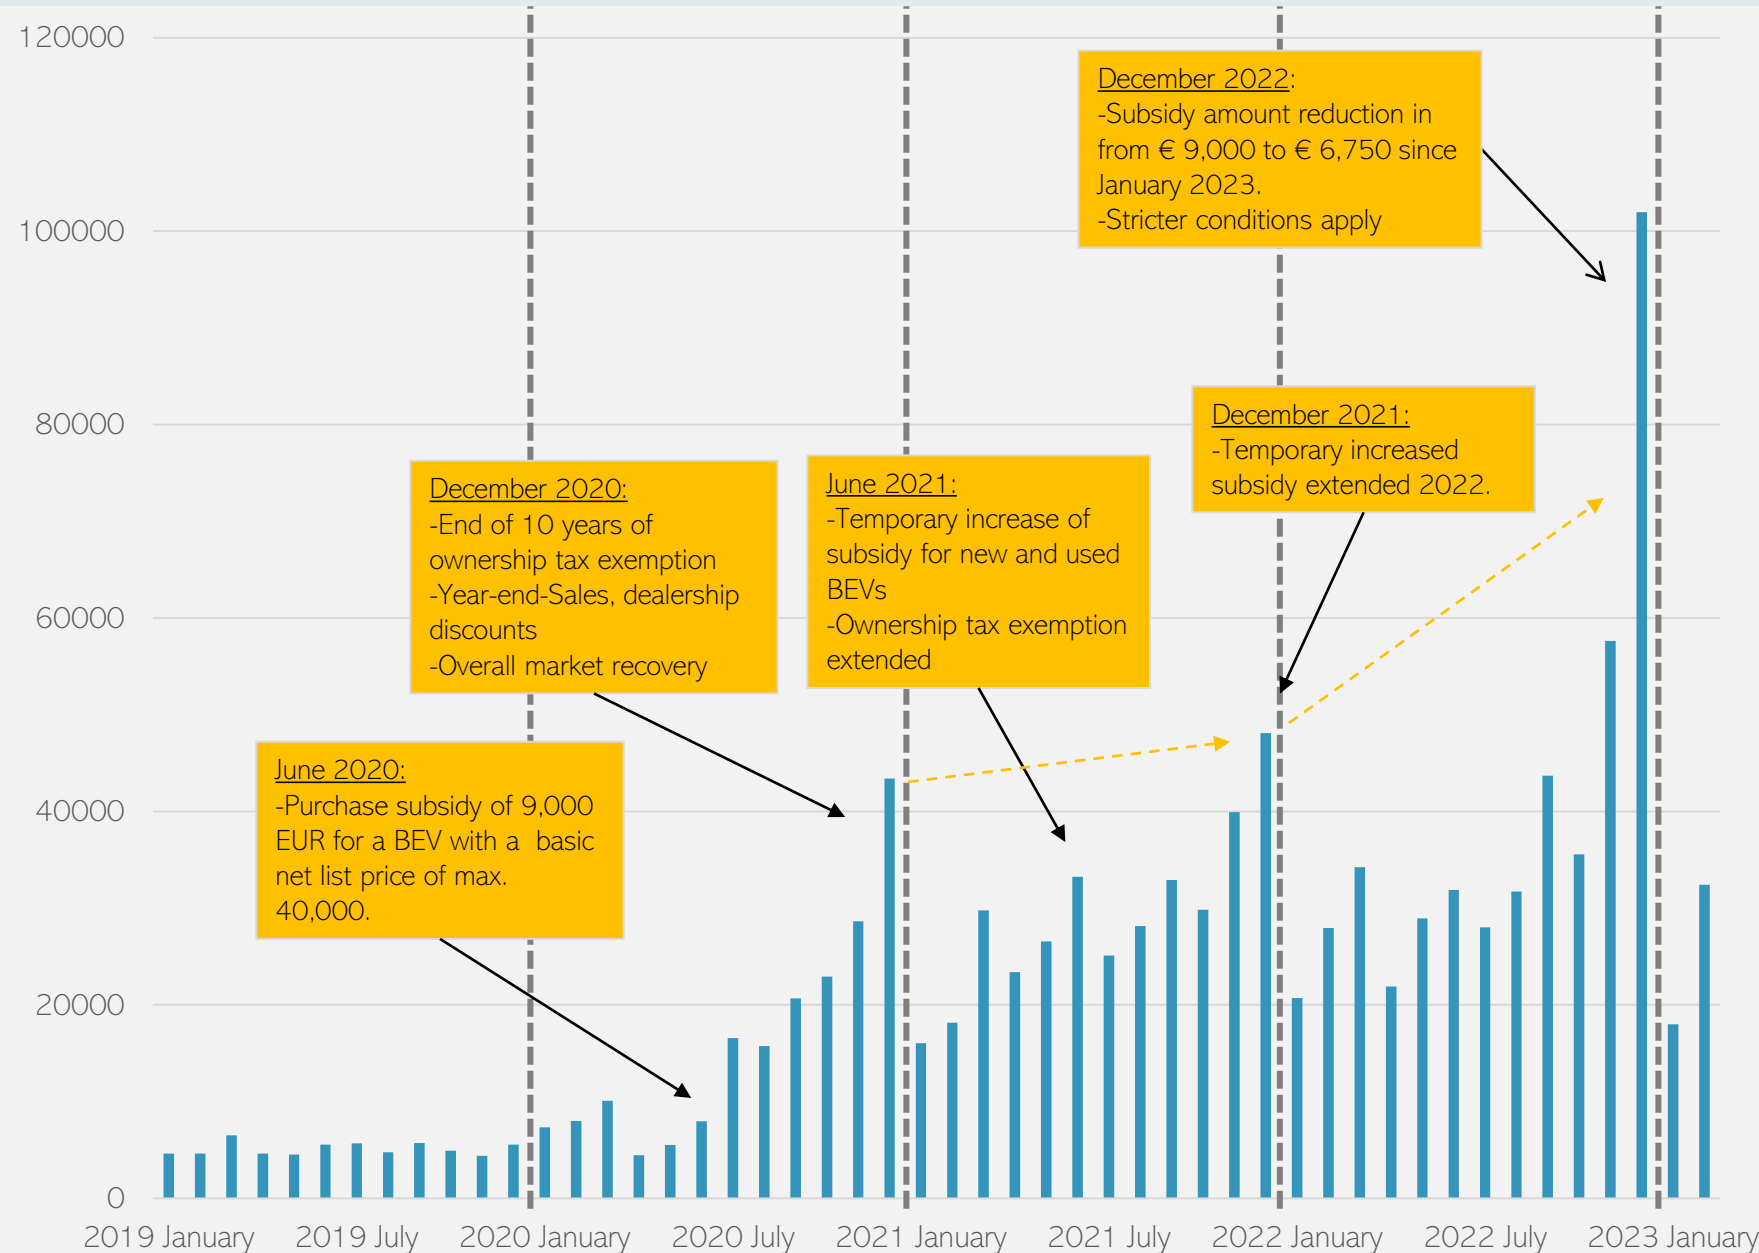 120000
100000
80000
60000
40000
20000
0
December 2022:
-Subsidy amount reduction in
from € 9,000 to € 6,750 since
January 2023.
-Stricter conditions apply
December 2021:
-Temporary increased
subsidy extended 2022.
December 2020:
-End of 10 years of
ownership tax exemption
-Year-end-Sales, dealership
discounts
-Overall market recovery
June 2021:
-Temporary increase of
subsidy for new and used
BEVs
-Ownership tax exemption
extended
June 2020:
-Purchase subsidy of 9,000
EUR for a BEV with a basic
net list price of max.
40,000.
2019 January 2019 July 2020 January 2020 July 2021 January 2021 July 2022 January 2022 July 2023 January